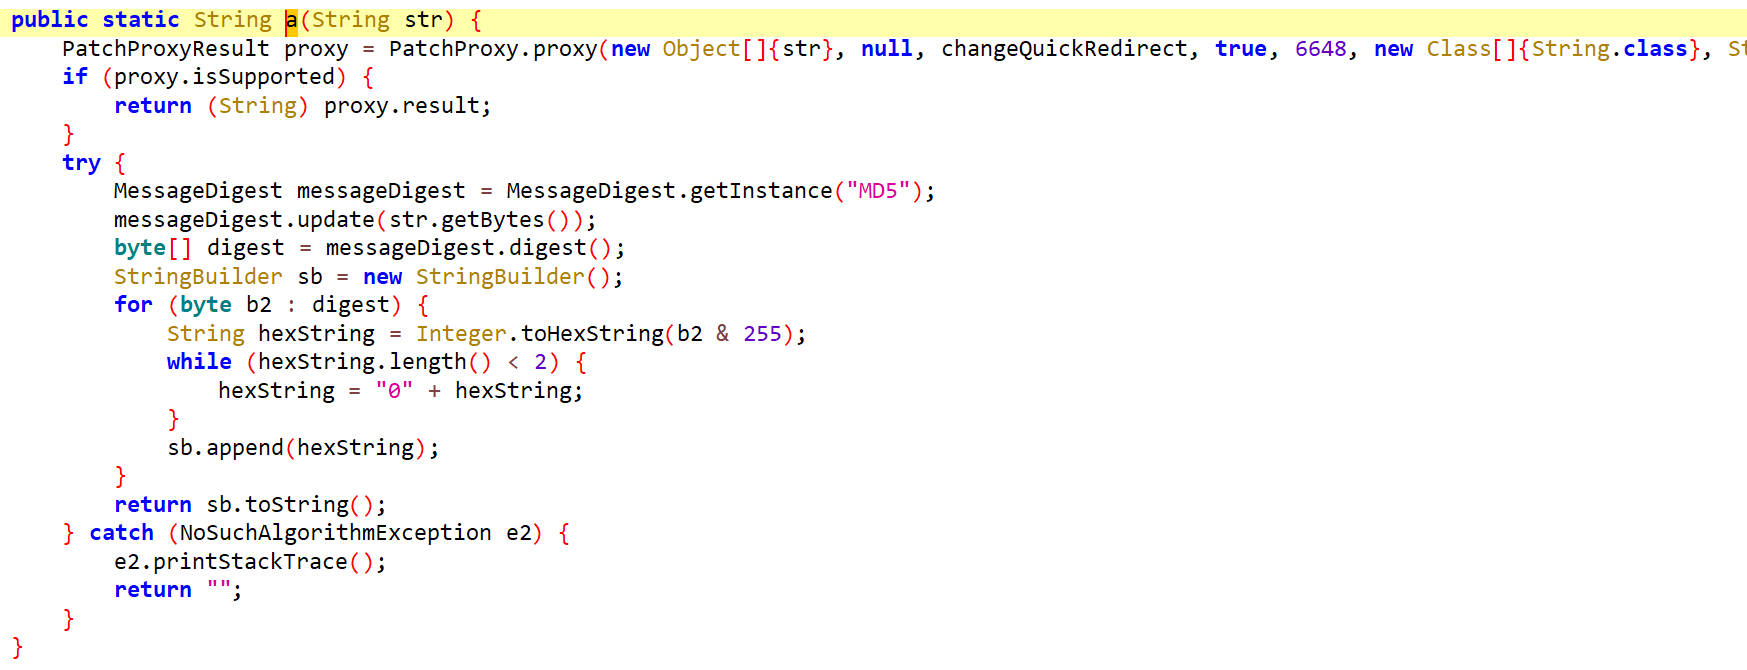 public static String a(String str) {
    PatchProxyResult proxy = PatchProxy.proxy(new Object[]{str}, null, changeQuickRedirect, true, 6648, new Class[]{String.class}, St
    if (proxy.isSupported) {
        return (String) proxy.result;
    }
    try {
        MessageDigest messageDigest = MessageDigest.getInstance("MD5");
        messageDigest.update(str.getBytes());
        byte[] digest = messageDigest.digest();
        StringBuilder sb = new StringBuilder();
        for (byte b2 : digest) {
            String hexString = Integer.toHexString(b2 & 255);
            while (hexString.length() < 2) {
                hexString = "0" + hexString;
            }
            sb.append(hexString);
        }
        return sb.toString();
    } catch (NoSuchAlgorithmException e2) {
        e2.printStackTrace();
        return "";
    }
}